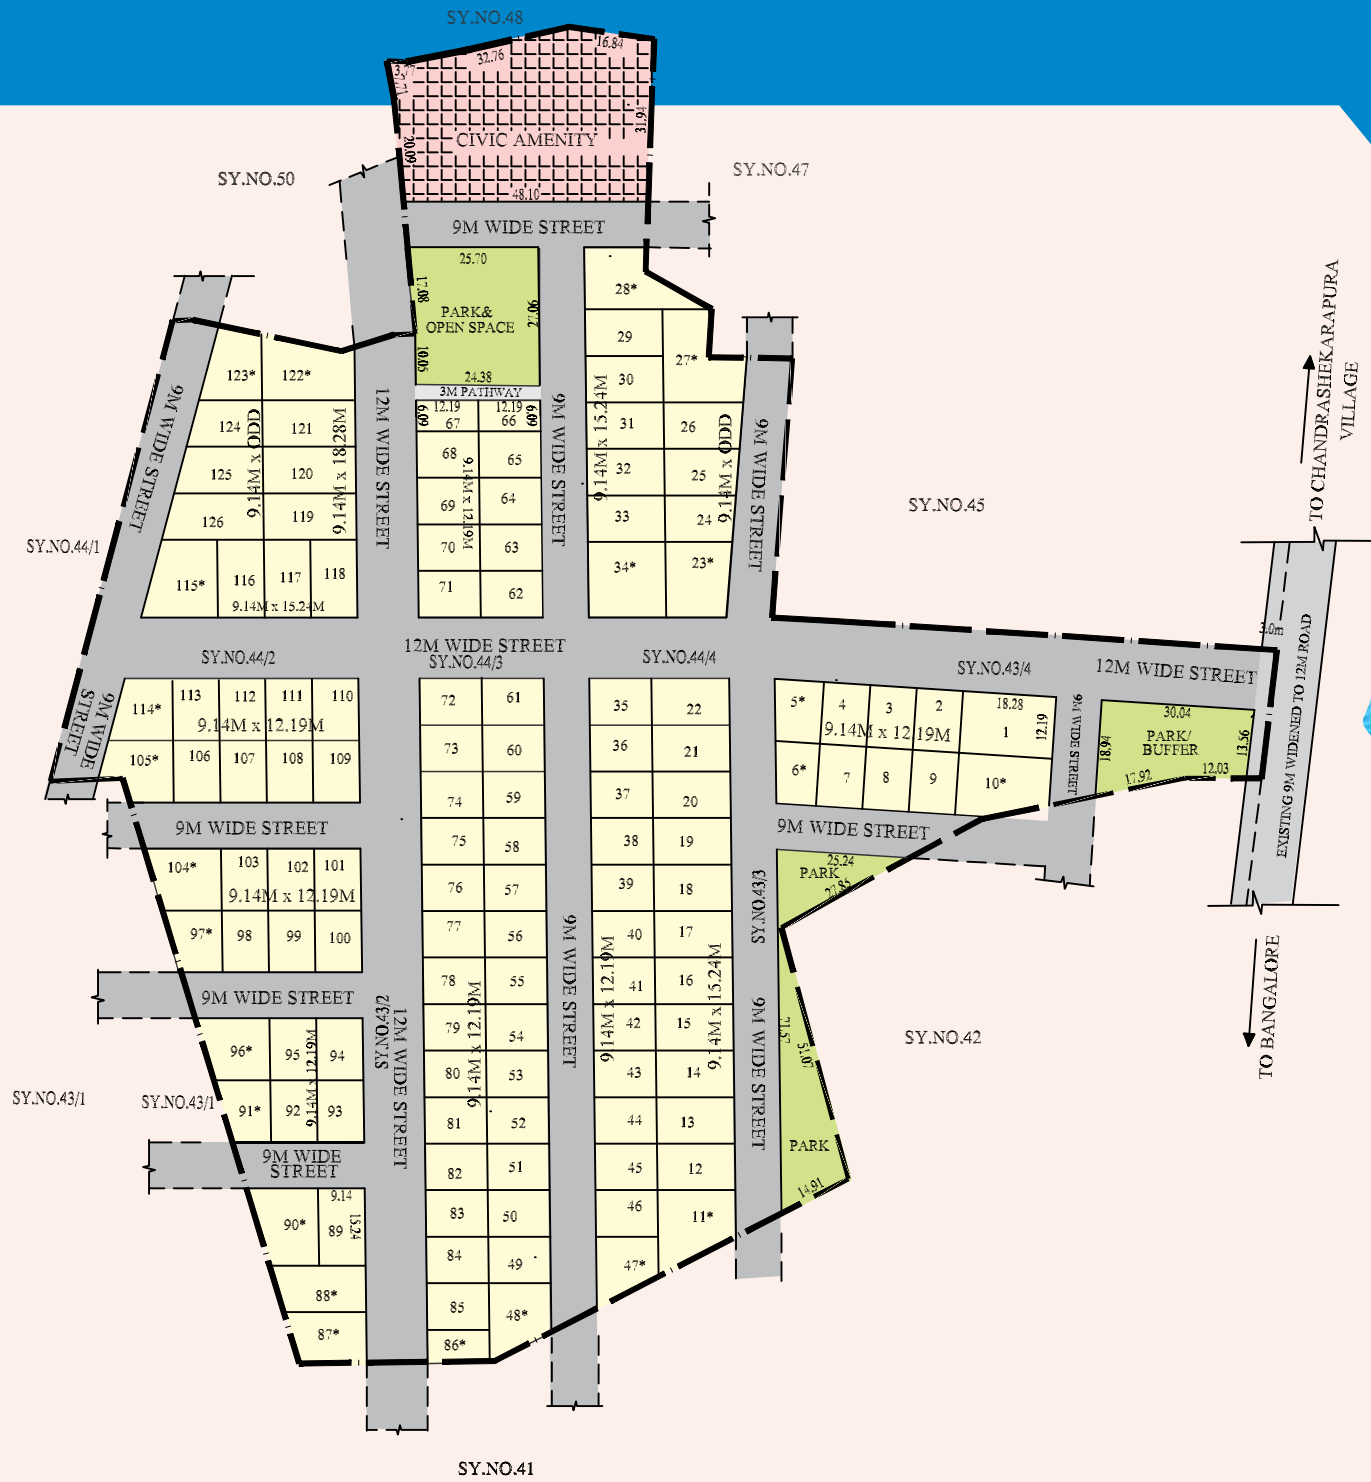 SY.NO.48
16.84
32.76
3.77
7.71
31.94
CIVIC AMENITY
20.09
48.10
SY.NO.50
SY.NO.47
9M WIDE STREET
25.70
17.08
27.06
PARK&
OPEN SPACE
10.05
24.38
3M PATHWAY
28*
29
27*
30
31
26
32
25
33
24
34*
23*
9.14M x 15.24M
9.14M x ODD
9M WIDE STREET
12.19
12.19
6.09
6.09
67
66
68
65
69
64
70
63
71
62
9.14M x 12.19M
9M WIDE STREET
12M WIDE STREET
123*
122*
124
121
125
120
126
119
115*
116
117
118
9.14M x ODD
9.14M x 18.28M
9.14M x 15.24M
9M WIDE STREET
SY.NO.44/1
SY.NO.45
TO CHANDRASHEKARAPURA
VILLAGE
12M WIDE STREET
SY.NO.44/2
SY.NO.44/3
SY.NO.44/4
SY.NO.43/4
12M WIDE STREET
3.0m
EXISTING 9M WIDENED TO 12M ROAD
9M WIDE
STREET
114*
113
112
111
110
9.14M x 12.19M
105*
106
107
108
109
9M WIDE STREET
104*
103
102
101
9.14M x 12.19M
97*
98
99
100
9M WIDE STREET
96*
95
94
91*
92
93
9.14M x 12.19M
SY.NO.43/1
SY.NO.43/1
9M WIDE
STREET
90*
9.14
89
15.24
88*
87*
SY.NO.43/2
12M WIDE STREET
72
61
73
60
74
59
75
58
76
57
77
56
78
55
79
54
80
53
81
52
82
51
83
50
84
49
85
48*
86*
9.14M x 12.19M
9M WIDE STREET
35
22
36
21
37
20
38
19
39
18
40
17
41
16
42
15
43
14
44
13
45
12
46
11*
47*
9.14M x 12.19M
9.14M x 15.24M
SY.NO.43/3
9M WIDE STREET
5*
4
3
2
18.28
1
12.19
9.14M x 12.19M
6*
7
8
9
10*
9M WIDE STREET
9M WIDE STREET
30.04
PARK/
BUFFER
18.94
13.56
17.92
12.03
25.24
PARK
27.85
71.57
51.07
PARK
14.91
SY.NO.42
TO BANGALORE
SY.NO.41